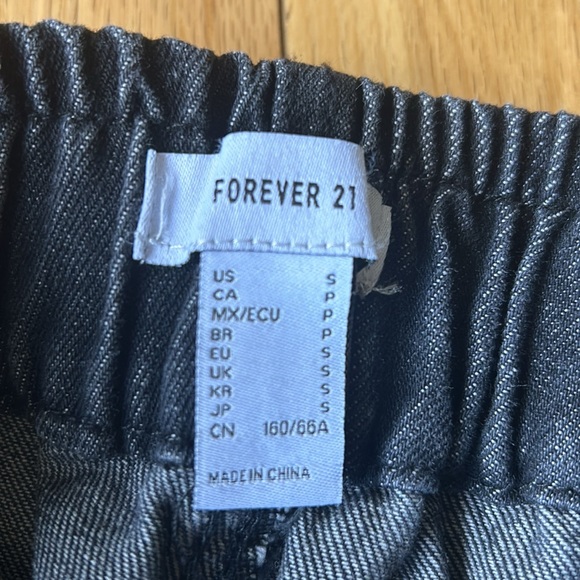 FOREVER 21
US S
CA P
MX/ECU P
BR P
EU S
UK S
KR S
JP S
CN 160/66A
MADE IN CHINA